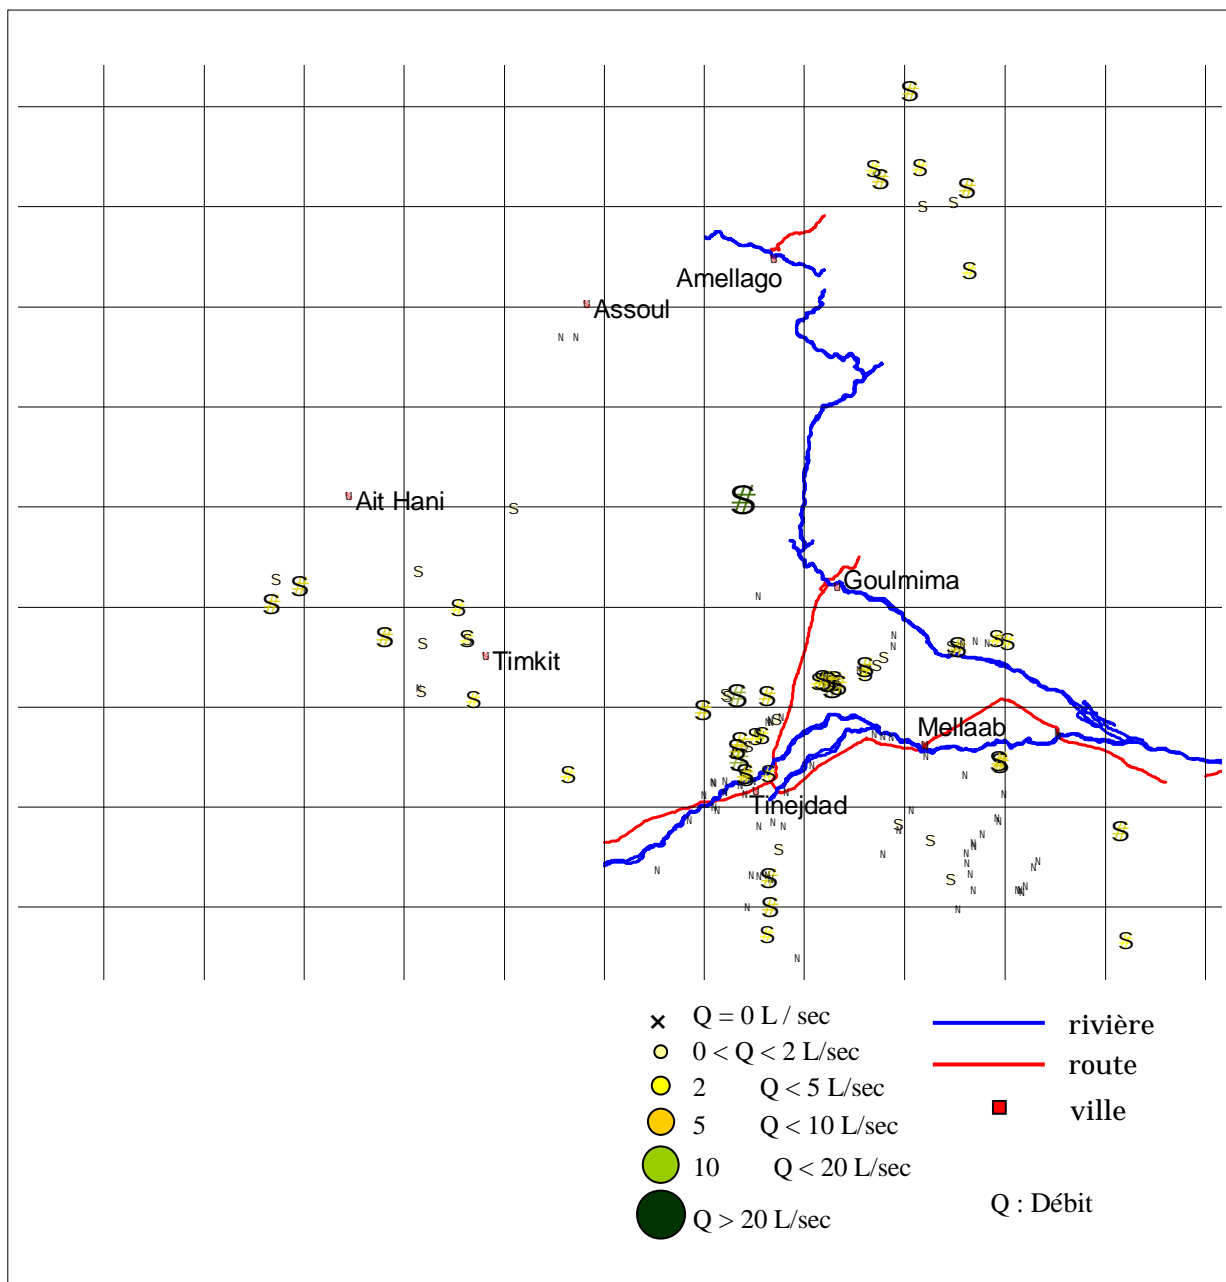 Amellago
Assoul
Ait Hani
Goulmima
Timkit
Mellaab
Tinejdad
Q = 0 L / sec
0 < Q < 2 L/sec
2 Q < 5 L/sec
5 Q < 10 L/sec
10 Q < 20 L/sec
Q > 20 L/sec
rivière
route
ville
Q : Débit